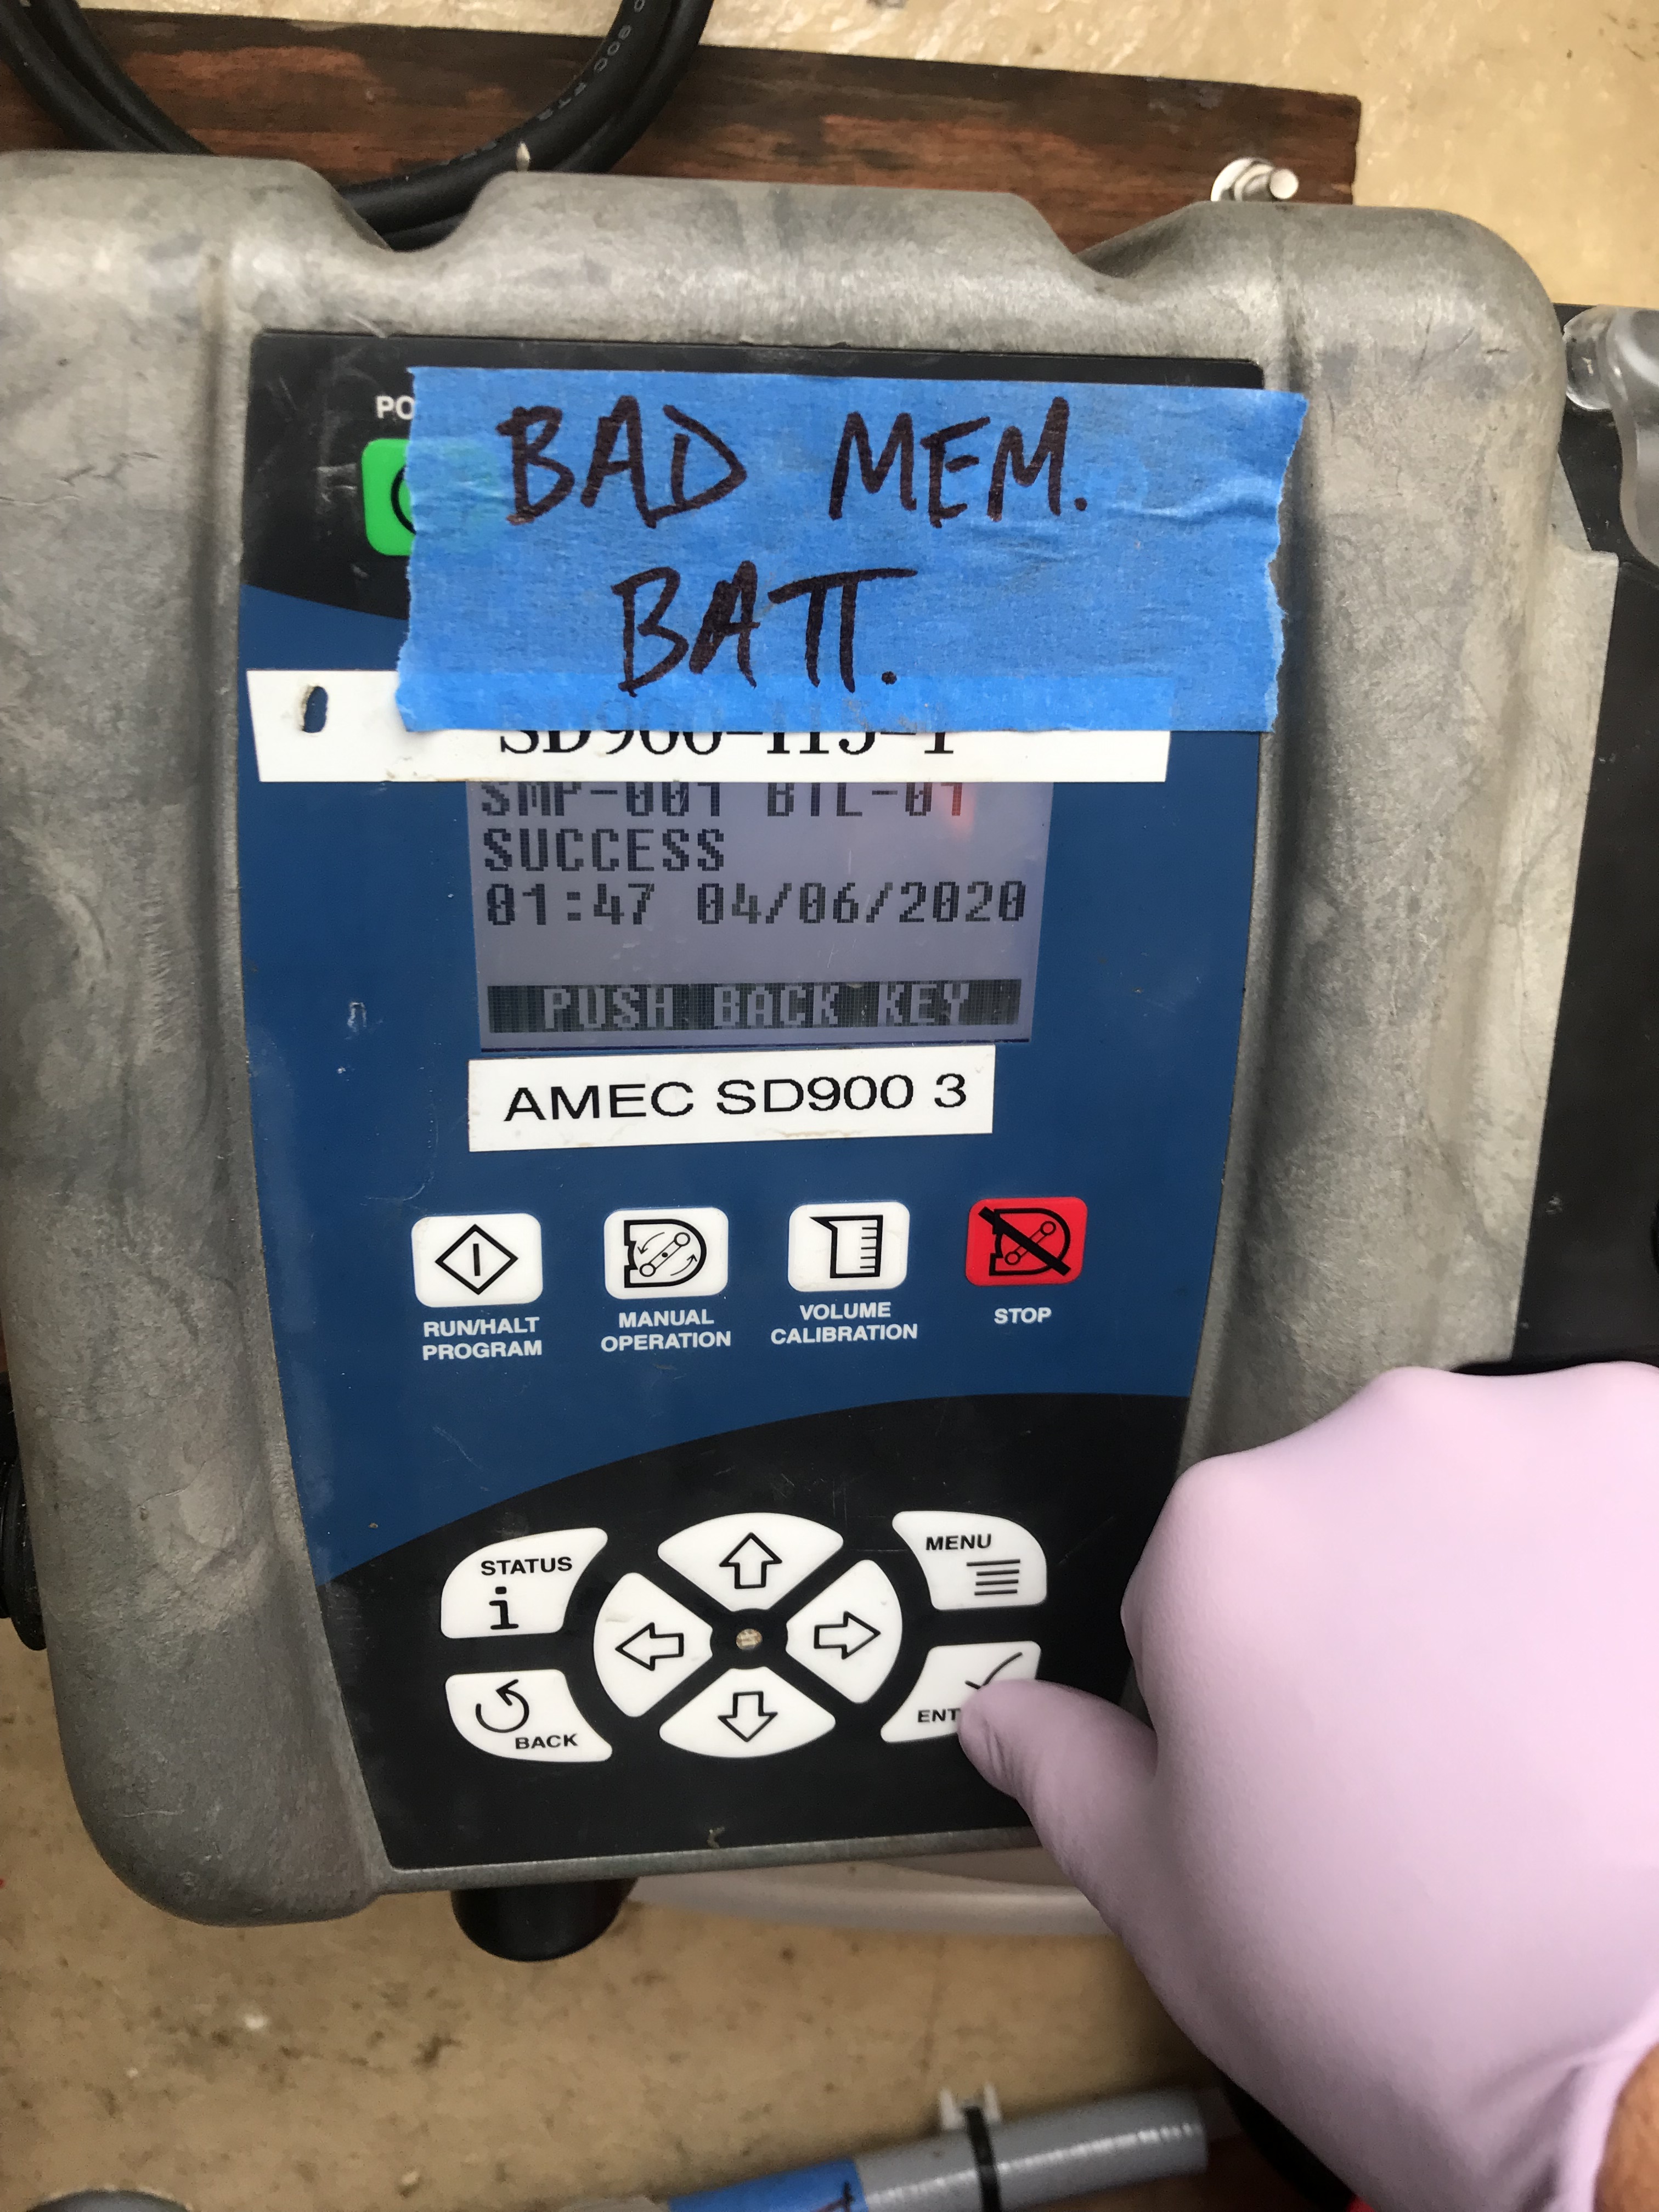 BAD MEM.
BATT.
SMP-001 BTL-01
SUCCESS
01:47 04/06/2020
PUSH BACK KEY
AMEC SD900 3
RUN/HALT
PROGRAM
MANUAL
OPERATION
VOLUME
CALIBRATION
STOP
STATUS
i
MENU
BACK